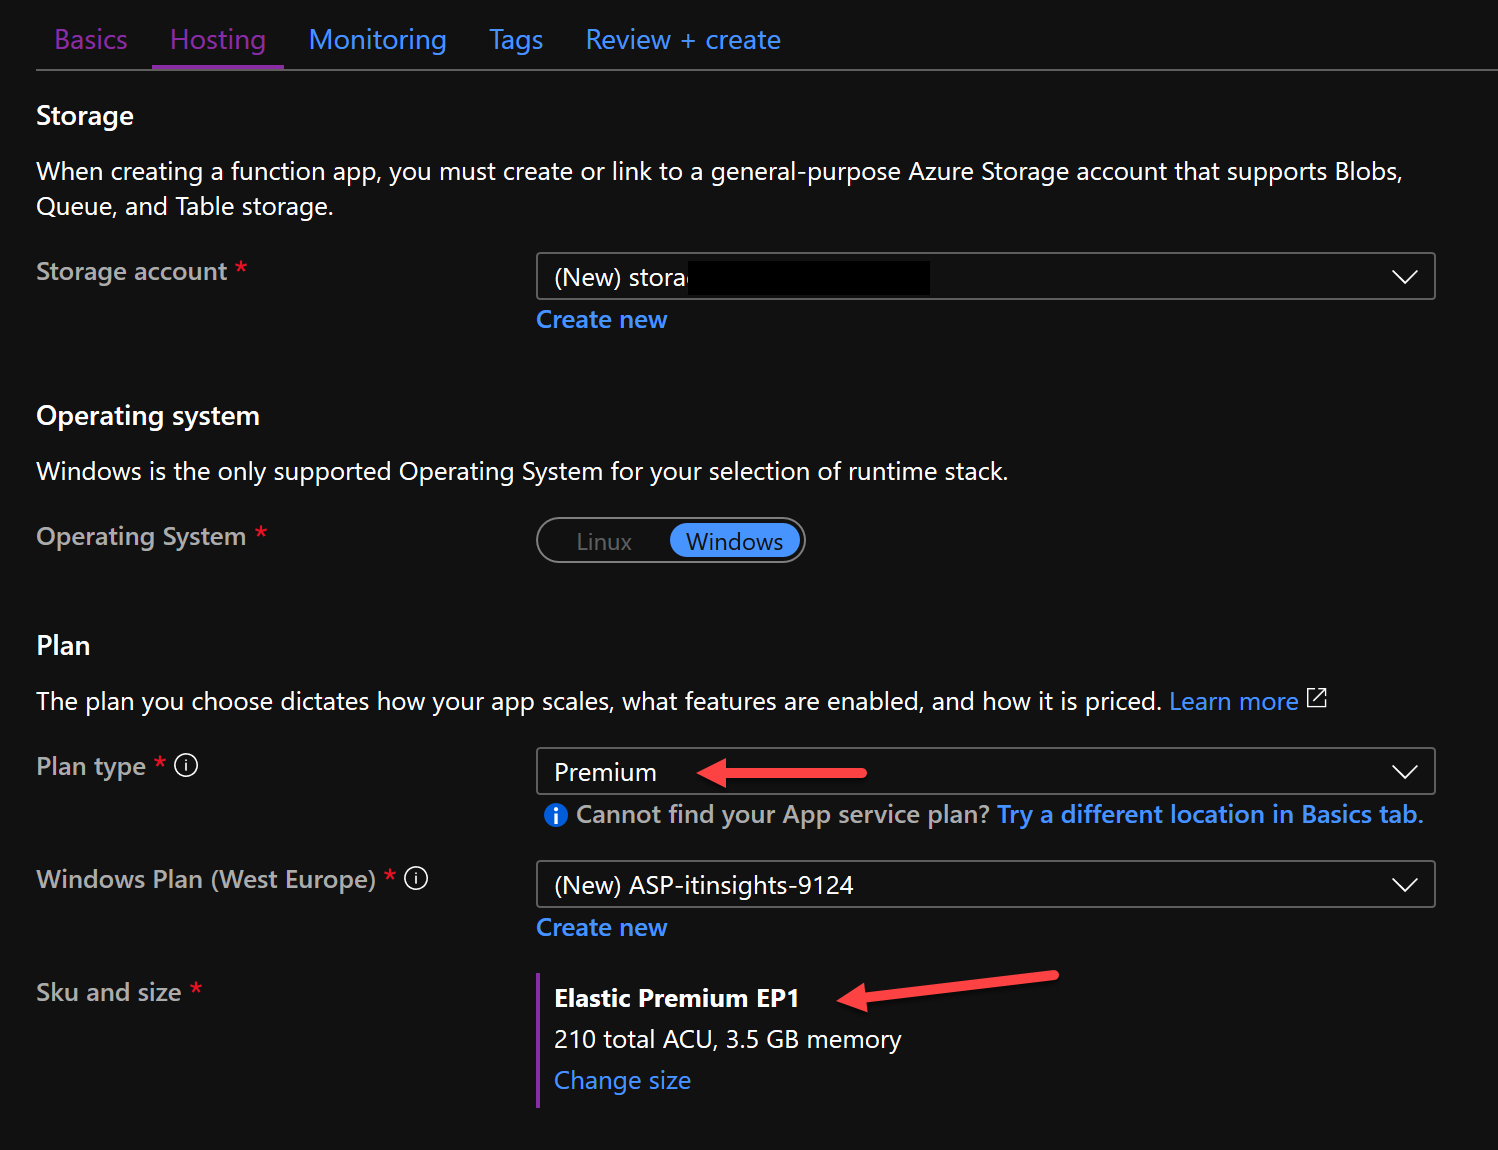 Basics Hosting Monitoring Tags Review + create
Storage
When creating a function app, you must create or link to a general-purpose Azure Storage account that supports Blobs,
Queue, and Table storage.
Storage account * (New)
Create new
Operating system
Windows is the only supported Operating System for your selection of runtime stack.
Operating System * Linux Windows
Plan
The plan you choose dictates how your app scales, what features are enabled, and how it is priced. Learn more
Plan type * Premium
Cannot find your App service plan? Try a different location in Basics tab.
Windows Plan (West Europe) * (New) ASP-itinsights-9124
Create new
Sku and size * Elastic Premium EP1
210 total ACU, 3.5 GB memory
Change size